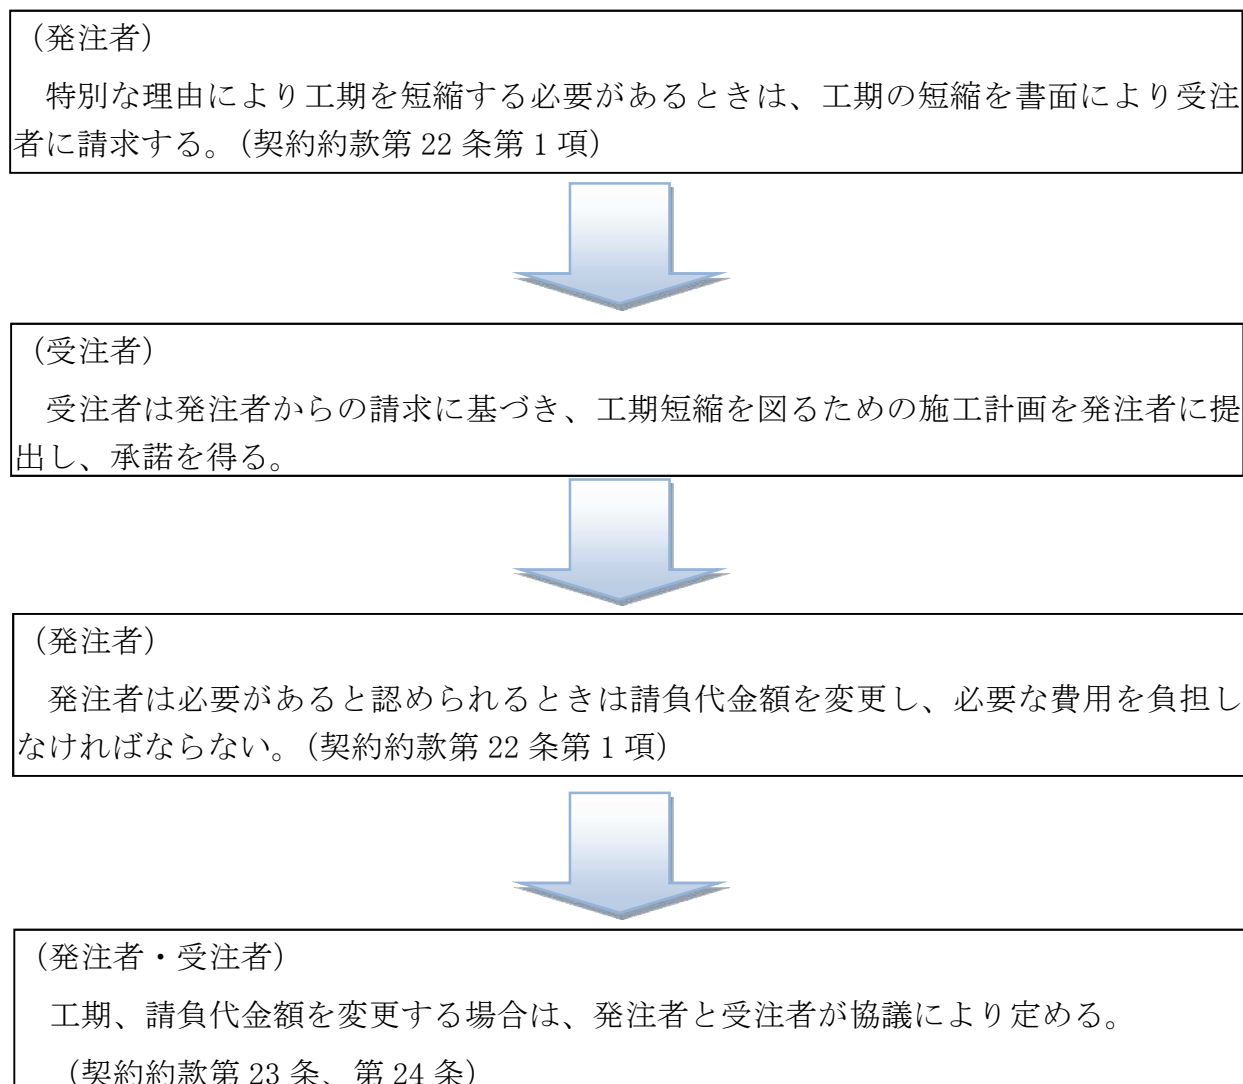 （発注者）
特別な理由により工期を短縮する必要があるときは、工期の短縮を書面により受注
者に請求する。（契約約款第 22 条第 1 項）
（受注者）
受注者は発注者からの請求に基づき、工期短縮を図るための施工計画を発注者に提
出し、承諾を得る。
（発注者）
発注者は必要があると認められるときは請負代金額を変更し、必要な費用を負担し
なければならない。（契約約款第 22 条第 1 項）
（発注者・受注者）
工期、請負代金額を変更する場合は、発注者と受注者が協議により定める。
（契約約款第 23 条、第 24 条）